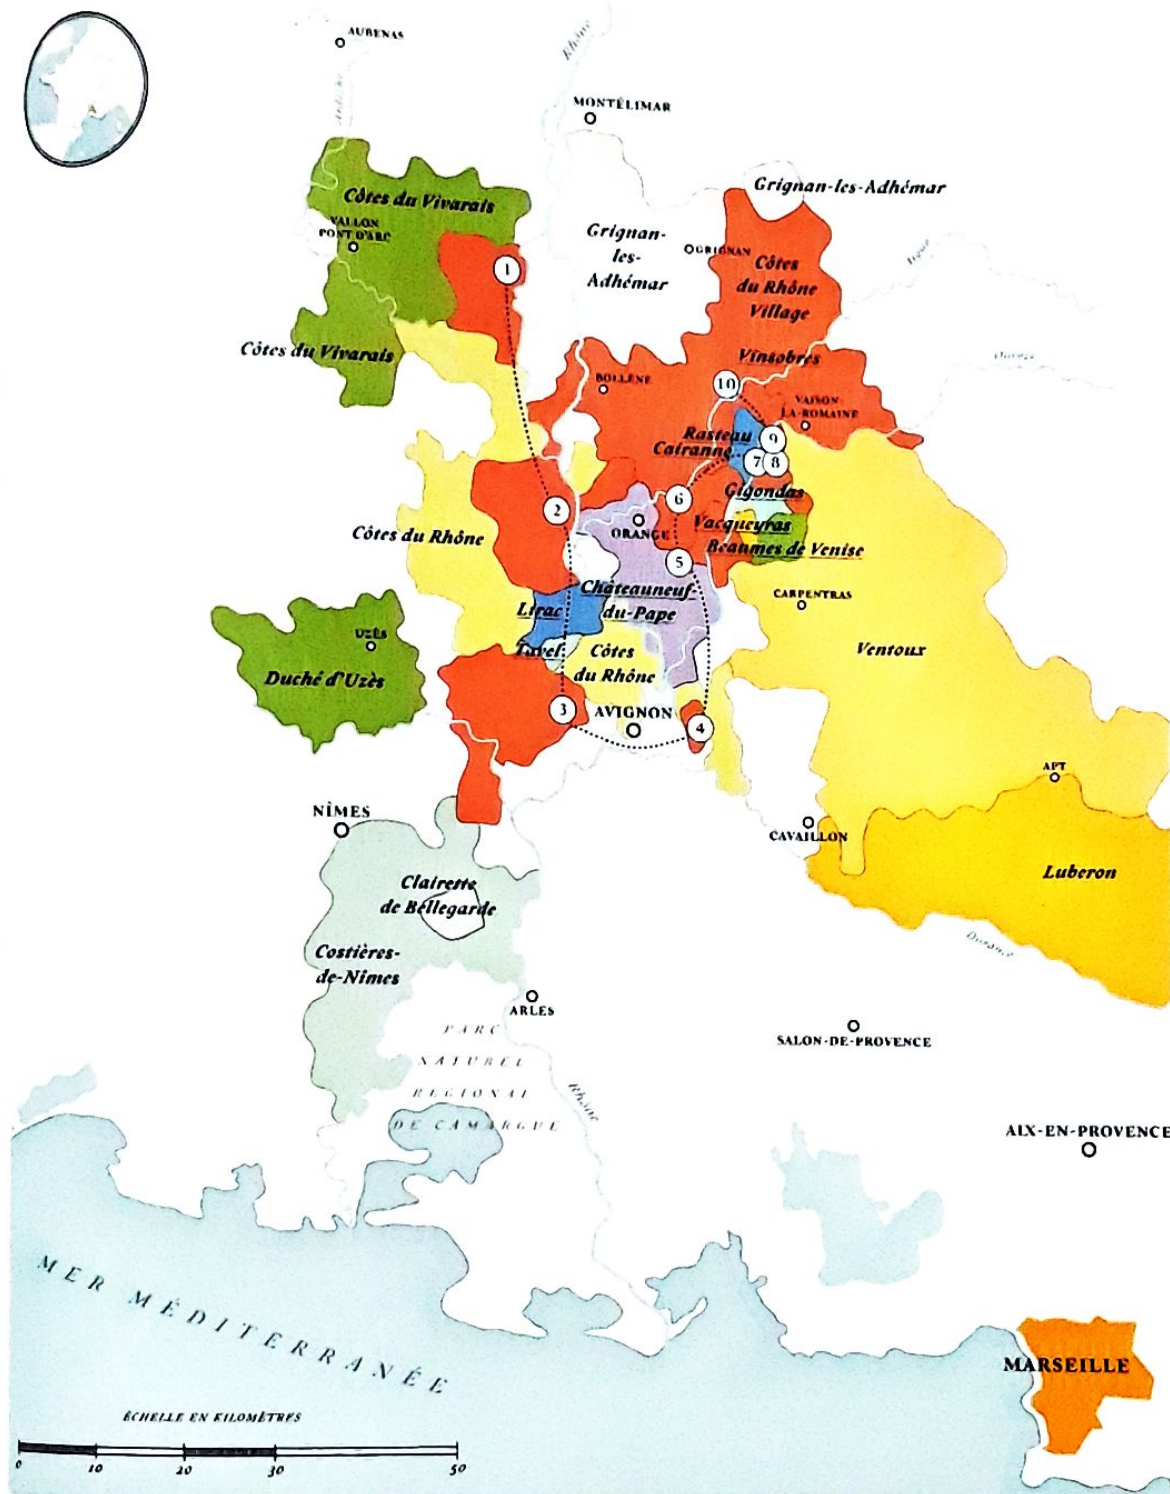 AUBENAS
Rhône
Ardèche
MONTÉLIMAR
Grignan-les-Adhémar
Côtes du Vivarais
VALLON
PONT D'ARC
Grignan-
les-
Adhémar
GRIGNAN
1
Côtes
du Rhône
Village
Côtes du Vivarais
Vinsobres
BOLLÈNE
10
VAISON-
LA-ROMAINE
Rasteau
Cairanne
9
7
8
6
Gigondas
2
Côtes du Rhône
ORANGE
Vacqueyras
Beaumes de Venise
5
Châteauneuf-
du-Pape
CARPENTRAS
Lirac
UZÈS
Tavel
Côtes
du Rhône
Ventoux
Duché d'Uzès
3
AVIGNON
4
APT
NÎMES
CAVAILLON
Luberon
Clairette
de Bellegarde
Durance
Costières-
de-Nîmes
ARLES
PARC
NATUREL
RÉGIONAL
DE CAMARGUE
SALON-DE-PROVENCE
Rhône
AIX-EN-PROVENCE
MER MÉDITERRANÉE
MARSEILLE
ÉCHELLE EN KILOMÈTRES
0 10 20 30 50